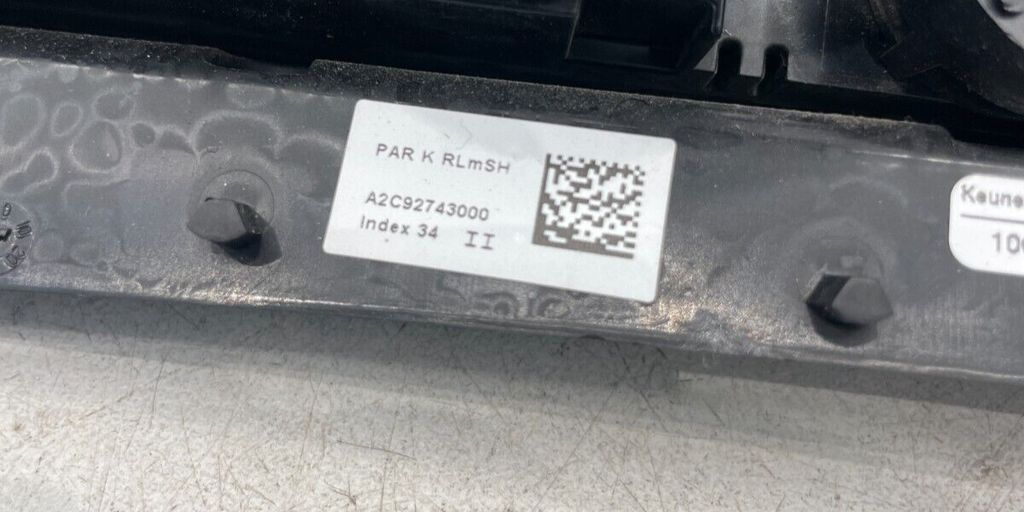 PAR K RLmSH
A2C92743000
Index 34 II